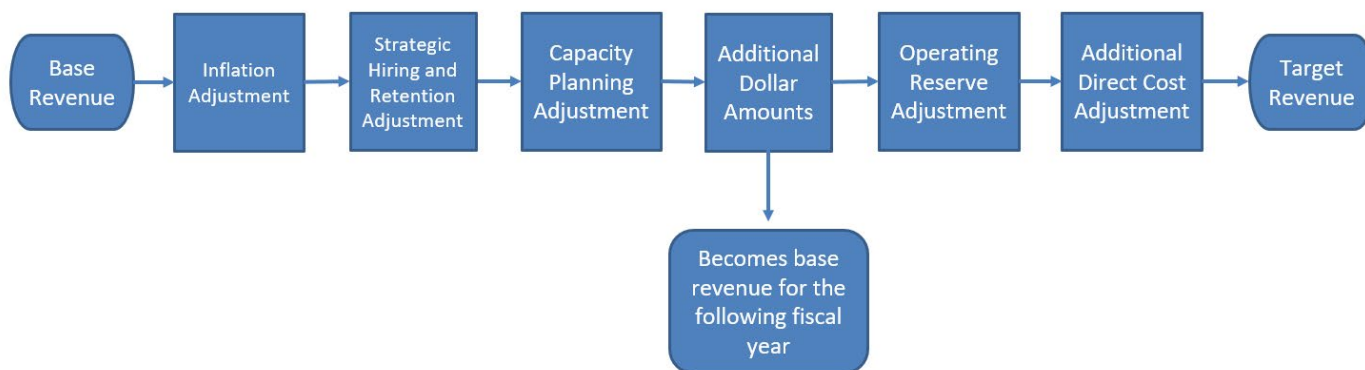 Base
Revenue
Inflation
Adjustment
Strategic
Hiring and
Retention
Adjustment
Capacity
Planning
Adjustment
Additional
Dollar
Amounts
Operating
Reserve
Adjustment
Additional
Direct Cost
Adjustment
Target
Revenue
Becomes base
revenue for the
following fiscal
year